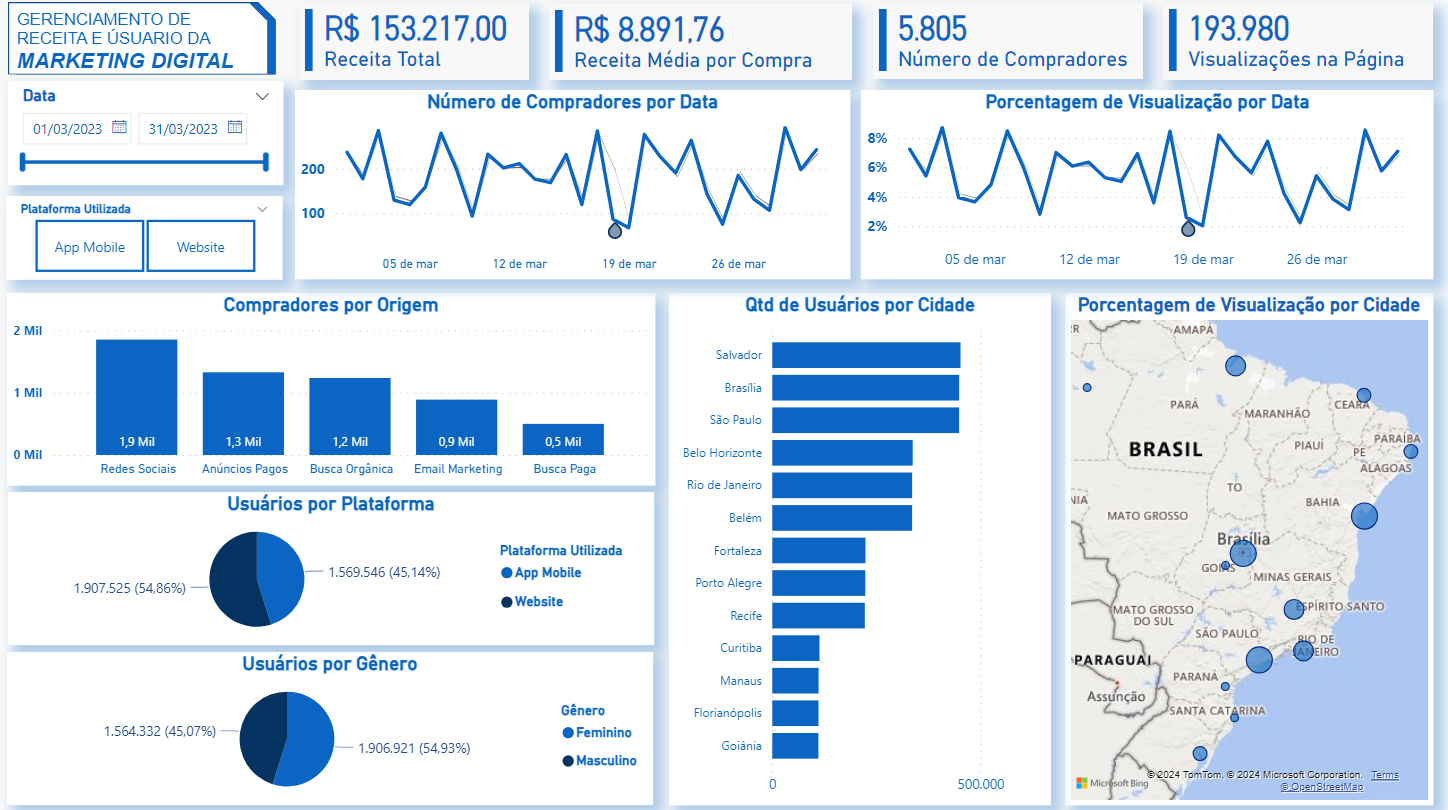 GERENCIAMENTO DE
RECEITA E ÚSUARIO DA
MARKETING DIGITAL
R$ 153.217,00
Receita Total
R$ 8.891,76
Receita Média por Compra
5.805
Número de Compradores
193.980
Visualizações na Página
Data
01/03/2023
31/03/2023
Plataforma Utilizada
App Mobile
Website
Número de Compradores por Data
200
100
05 de mar
12 de mar
19 de mar
26 de mar
Porcentagem de Visualização por Data
8%
6%
4%
2%
05 de mar
12 de mar
19 de mar
26 de mar
Compradores por Origem
2 Mil
1 Mil
0 Mil
1,9 Mil
1,3 Mil
1,2 Mil
0,9 Mil
0,5 Mil
Redes Sociais
Anúncios Pagos
Busca Orgânica
Email Marketing
Busca Paga
Usuários por Plataforma
1.907.525 (54,86%)
1.569.546 (45,14%)
Plataforma Utilizada
App Mobile
Website
Usuários por Gênero
1.564.332 (45,07%)
1.906.921 (54,93%)
Gênero
Feminino
Masculino
Qtd de Usuários por Cidade
Salvador
Brasília
São Paulo
Belo Horizonte
Rio de Janeiro
Belém
Fortaleza
Porto Alegre
Recife
Curitiba
Manaus
Florianópolis
Goiânia
0
500.000
Porcentagem de Visualização por Cidade
RR
AMAPÁ
PARÁ
MARANHÃO
CEARÁ
BRASIL
PIAUÍ
PARAÍBA
PE
ALAGOAS
TO
BAHIA
MATO GROSSO
Brasília
GOIÁS
MINAS GERAIS
MATO GROSSO
DO SUL
ESPÍRITO SANTO
SÃO PAULO
RIO DE
JANEIRO
PARAGUAI
PARANÁ
Assunção
SANTA CATARINA
Microsoft Bing
© 2024 TomTom, © 2024 Microsoft Corporation, Terms
© OpenStreetMap